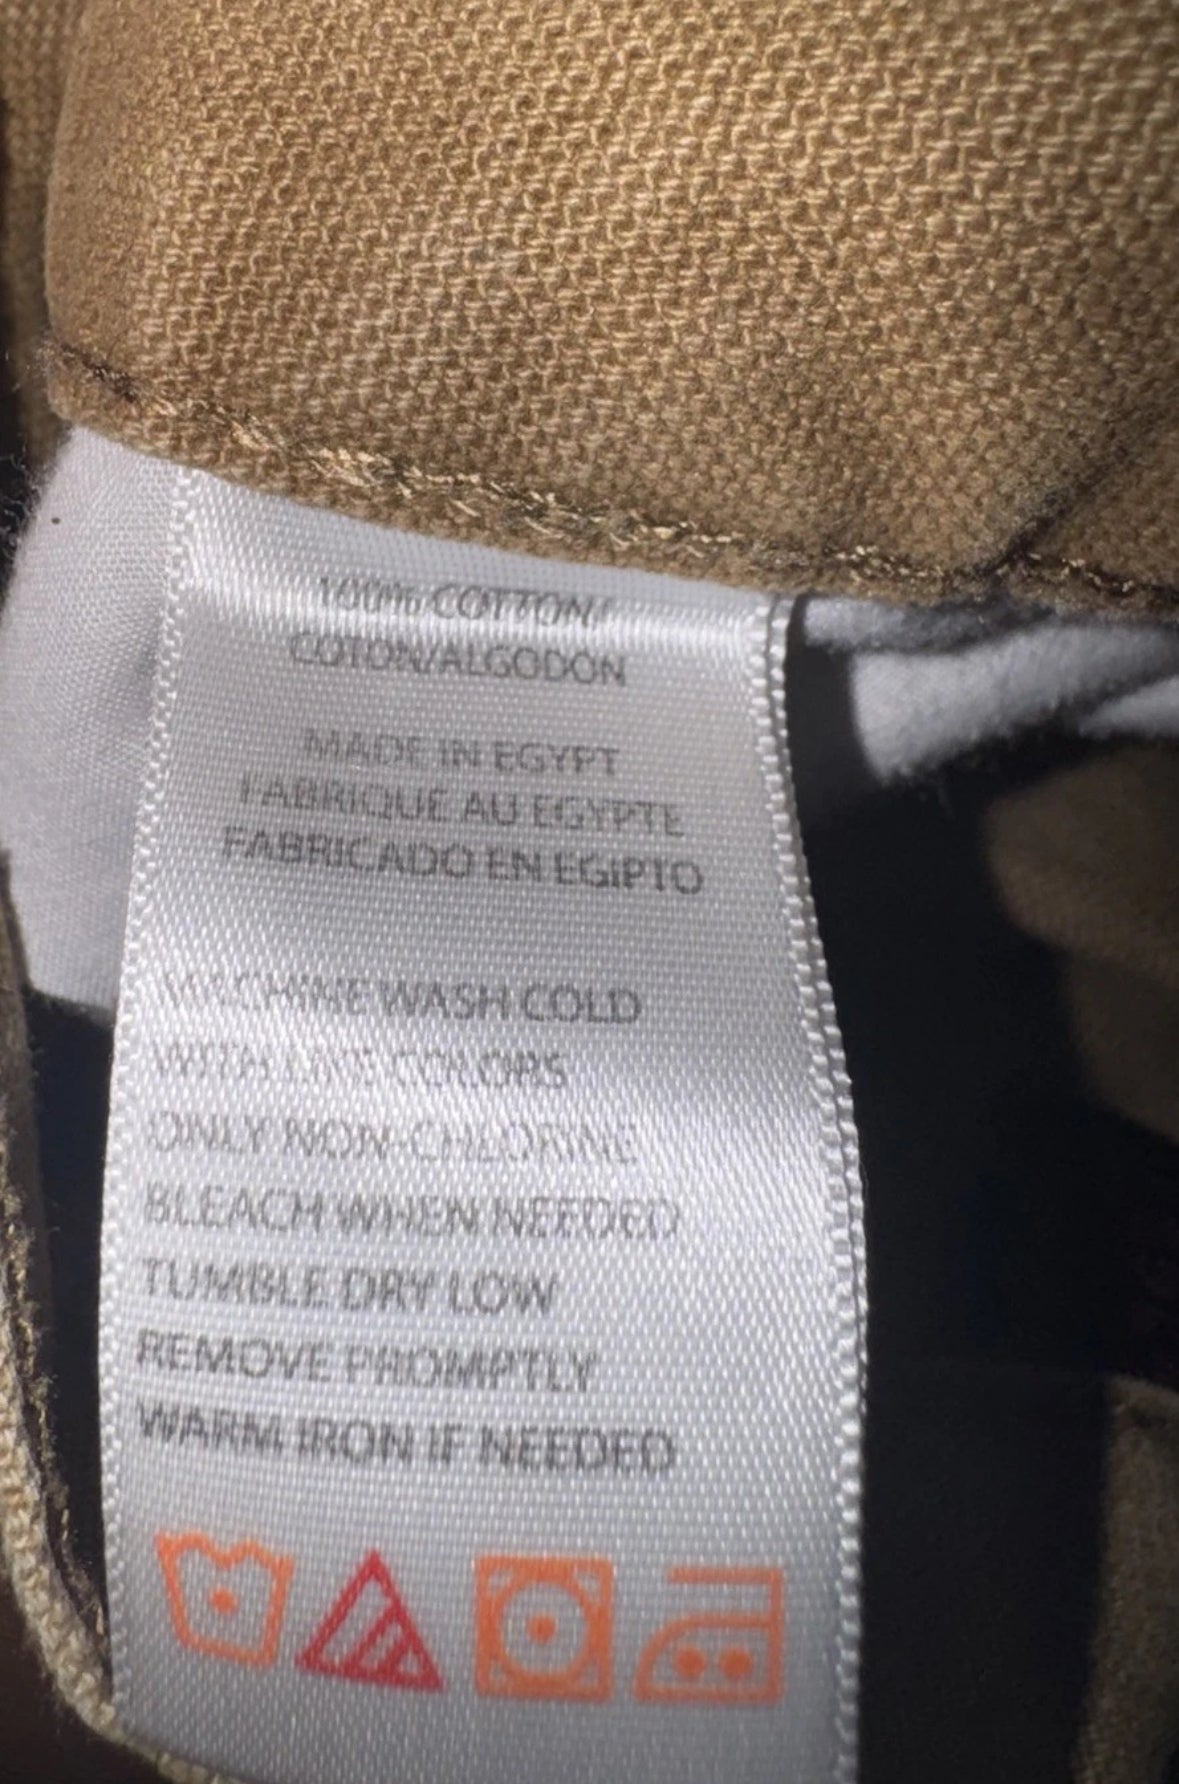 100% COTTON/
COTON/ALGODON
MADE IN EGYPT
FABRIQUE AU EGYPTE
FABRICADO EN EGIPTO
MACHINE WASH COLD
WITH LIKE COLORS
ONLY NON-CHLORINE
BLEACH WHEN NEEDED
TUMBLE DRY LOW
REMOVE PROMPTLY
WARM IRON IF NEEDED